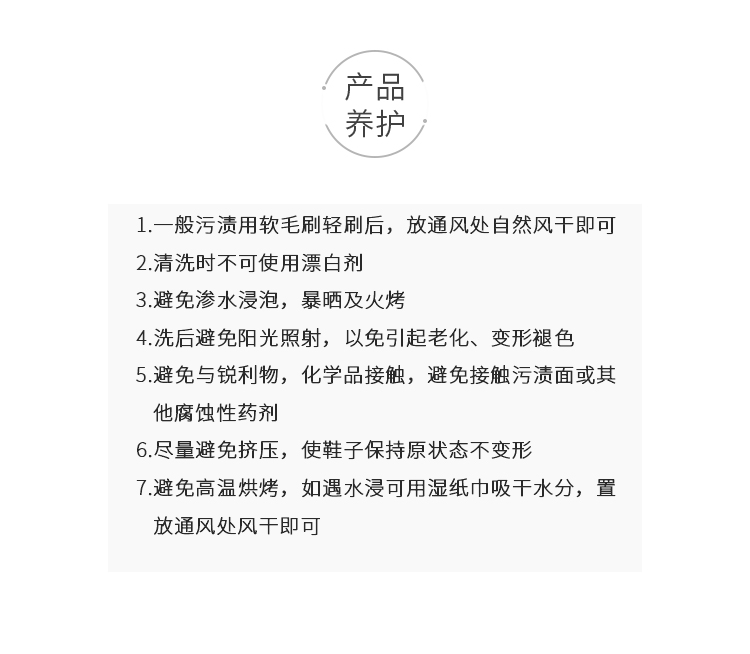 产品
养护
1.一般污渍用软毛刷轻刷后，放通风处自然风干即可
2.清洗时不可使用漂白剂
3.避免渗水浸泡，暴晒及火烤
4.洗后避免阳光照射，以免引起老化、变形褪色
5.避免与锐利物，化学品接触，避免接触污渍面或其
他腐蚀性药剂
6.尽量避免挤压，使鞋子保持原状态不变形
7.避免高温烘烤，如遇水浸可用湿纸巾吸干水分，置
放通风处风干即可